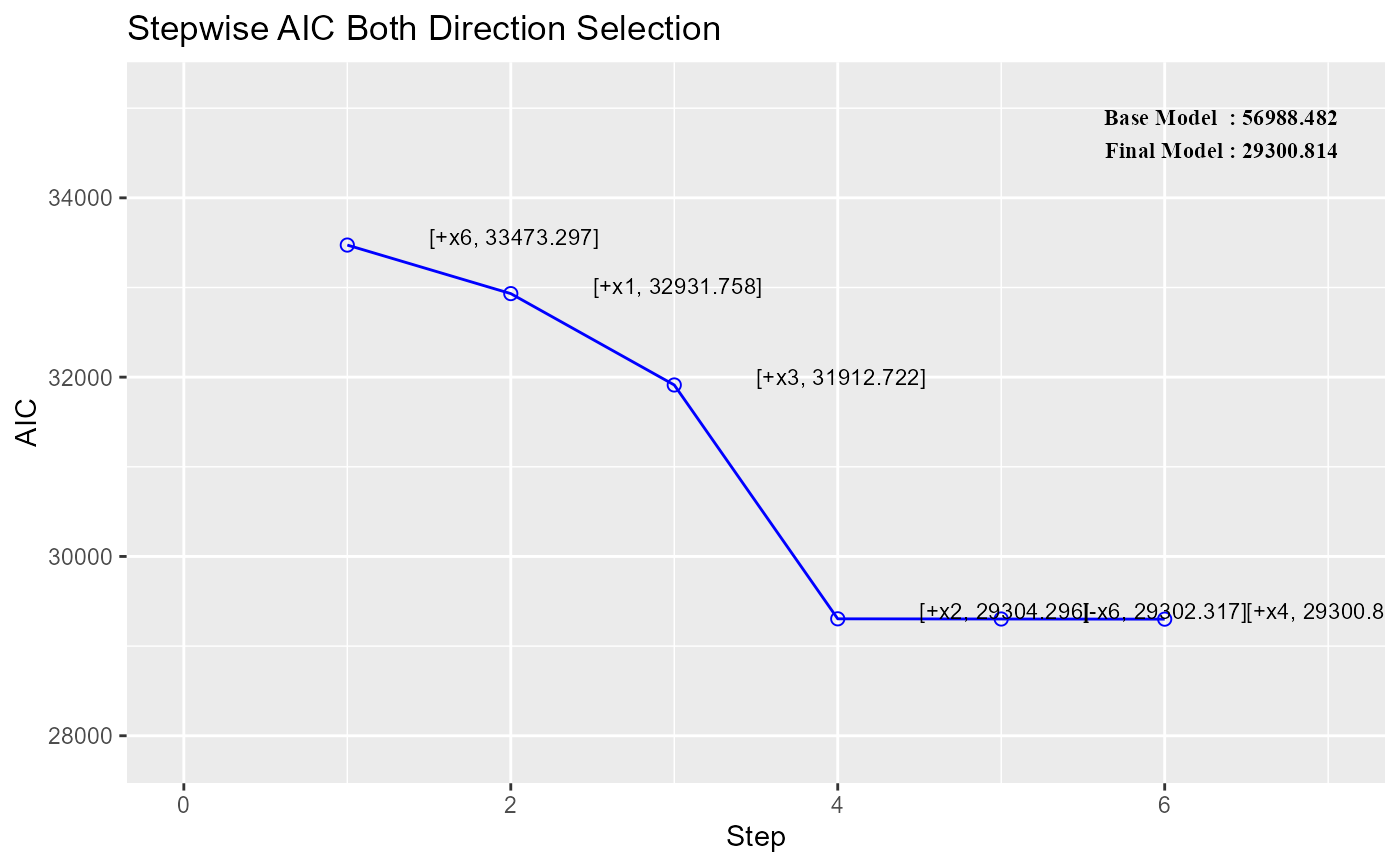 Stepwise AIC Both Direction Selection
Base Model : 56988.482
Final Model : 29300.814
34000
[+x6, 33473.297]
[+x1, 32931.758]
32000
[+x3, 31912.722]
AIC
30000
[+x2, 29304.296]
[-x6, 29302.317]
[+x4, 29300.8
28000
0 2 4 6
Step